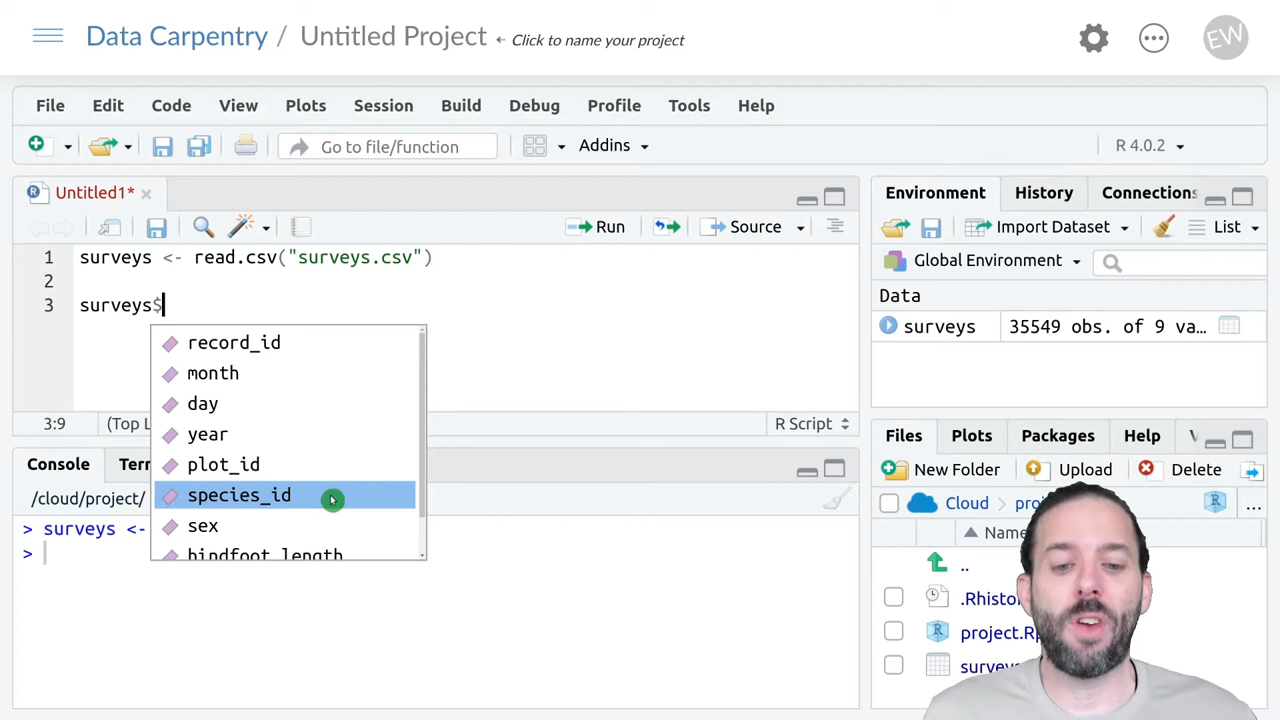 Data Carpentry / Untitled Project Click to name your project EW
File Edit Code View Plots Session Build Debug Profile Tools Help
Go to file/function Addins R 4.0.2
Untitled1*
Run Source
1 surveys <- read.csv("surveys.csv")
2
3 surveys$
record_id
month
day
year
plot_id
species_id
sex
hindfoot_length
3:9 (Top L R Script
Console Terr
/cloud/project/
> surveys <-
>
Environment History Connections
Import Dataset List
Global Environment
Data
surveys 35549 obs. of 9 va…
Files Plots Packages Help
New Folder Upload Delete
Cloud proj ...
Name
..
.Rhisto
project.Rp
surveys